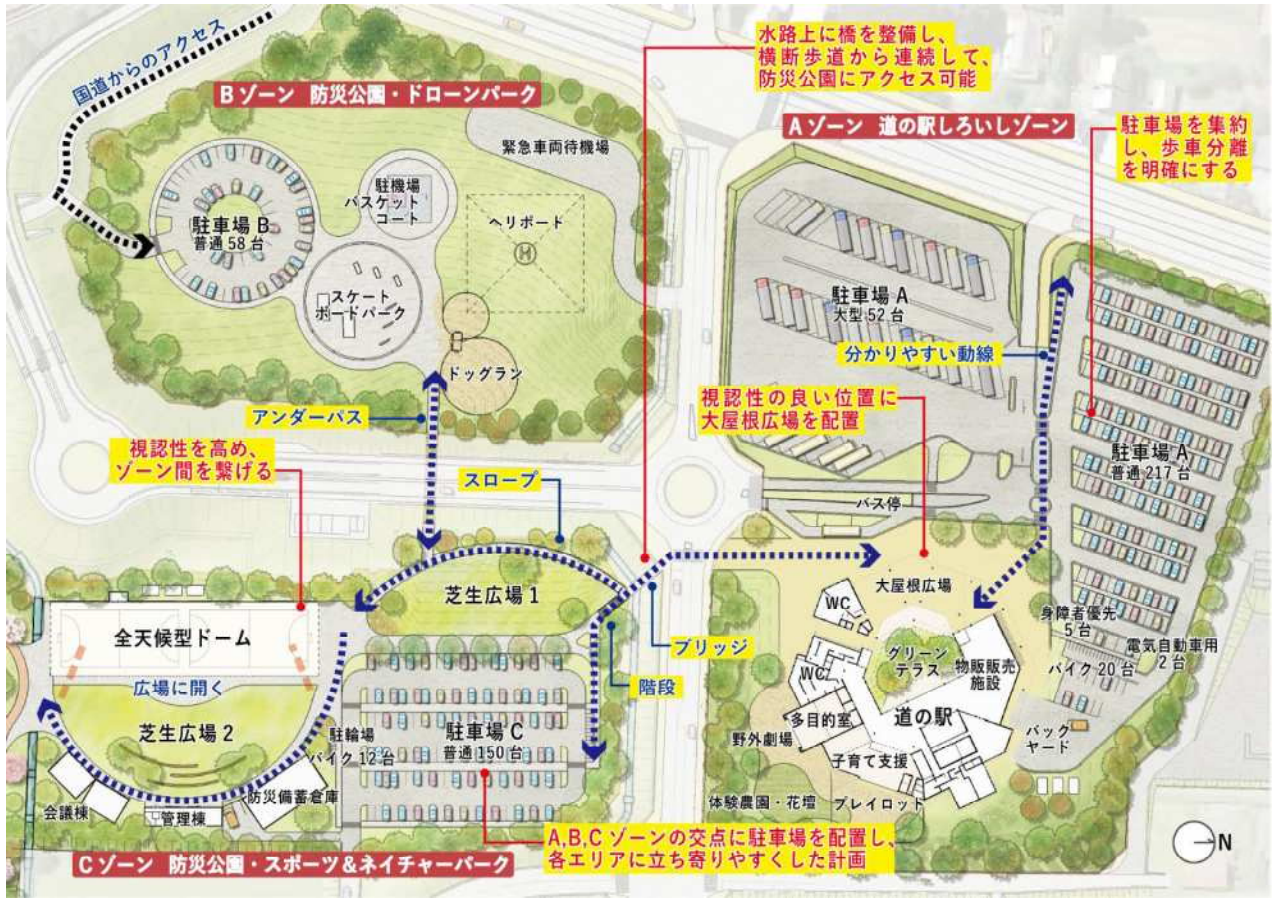 国道からのアクセス
Bゾーン 防災公園・ドローンパーク
水路上に橋を整備し、
横断歩道から連続して、
防災公園にアクセス可能
Aゾーン 道の駅しろいしゾーン
駐車場を集約
し、歩車分離
を明確にする
緊急車両待機場
駐機場
バスケット
コート
ヘリポート
H
駐車場 B
普通 58 台
スケート
ボードパーク
ドッグラン
駐車場 A
大型 52 台
分かりやすい動線
アンダーパス
視認性の良い位置に
大屋根広場を配置
視認性を高め、
ゾーン間を繋げる
スロープ
駐車場 A
普通 217 台
バス停
芝生広場 1
大屋根広場
WC
全天候型ドーム
広場に開く
ブリッジ
階段
グリーン
テラス
物販販売
施設
身障者優先
5 台
電気自動車用
2 台
バイク 20 台
WC
道の駅
多目的室
野外劇場
子育て支援
バック
ヤード
芝生広場 2
駐輪場
バイク 12 台
駐車場 C
普通 150 台
会議棟
管理棟
防災備蓄倉庫
体験農園・花壇
プレイロット
A,B,C ゾーンの交点に駐車場を配置し、
各エリアに立ち寄りやすくした計画
Cゾーン 防災公園・スポーツ&ネイチャーパーク
N